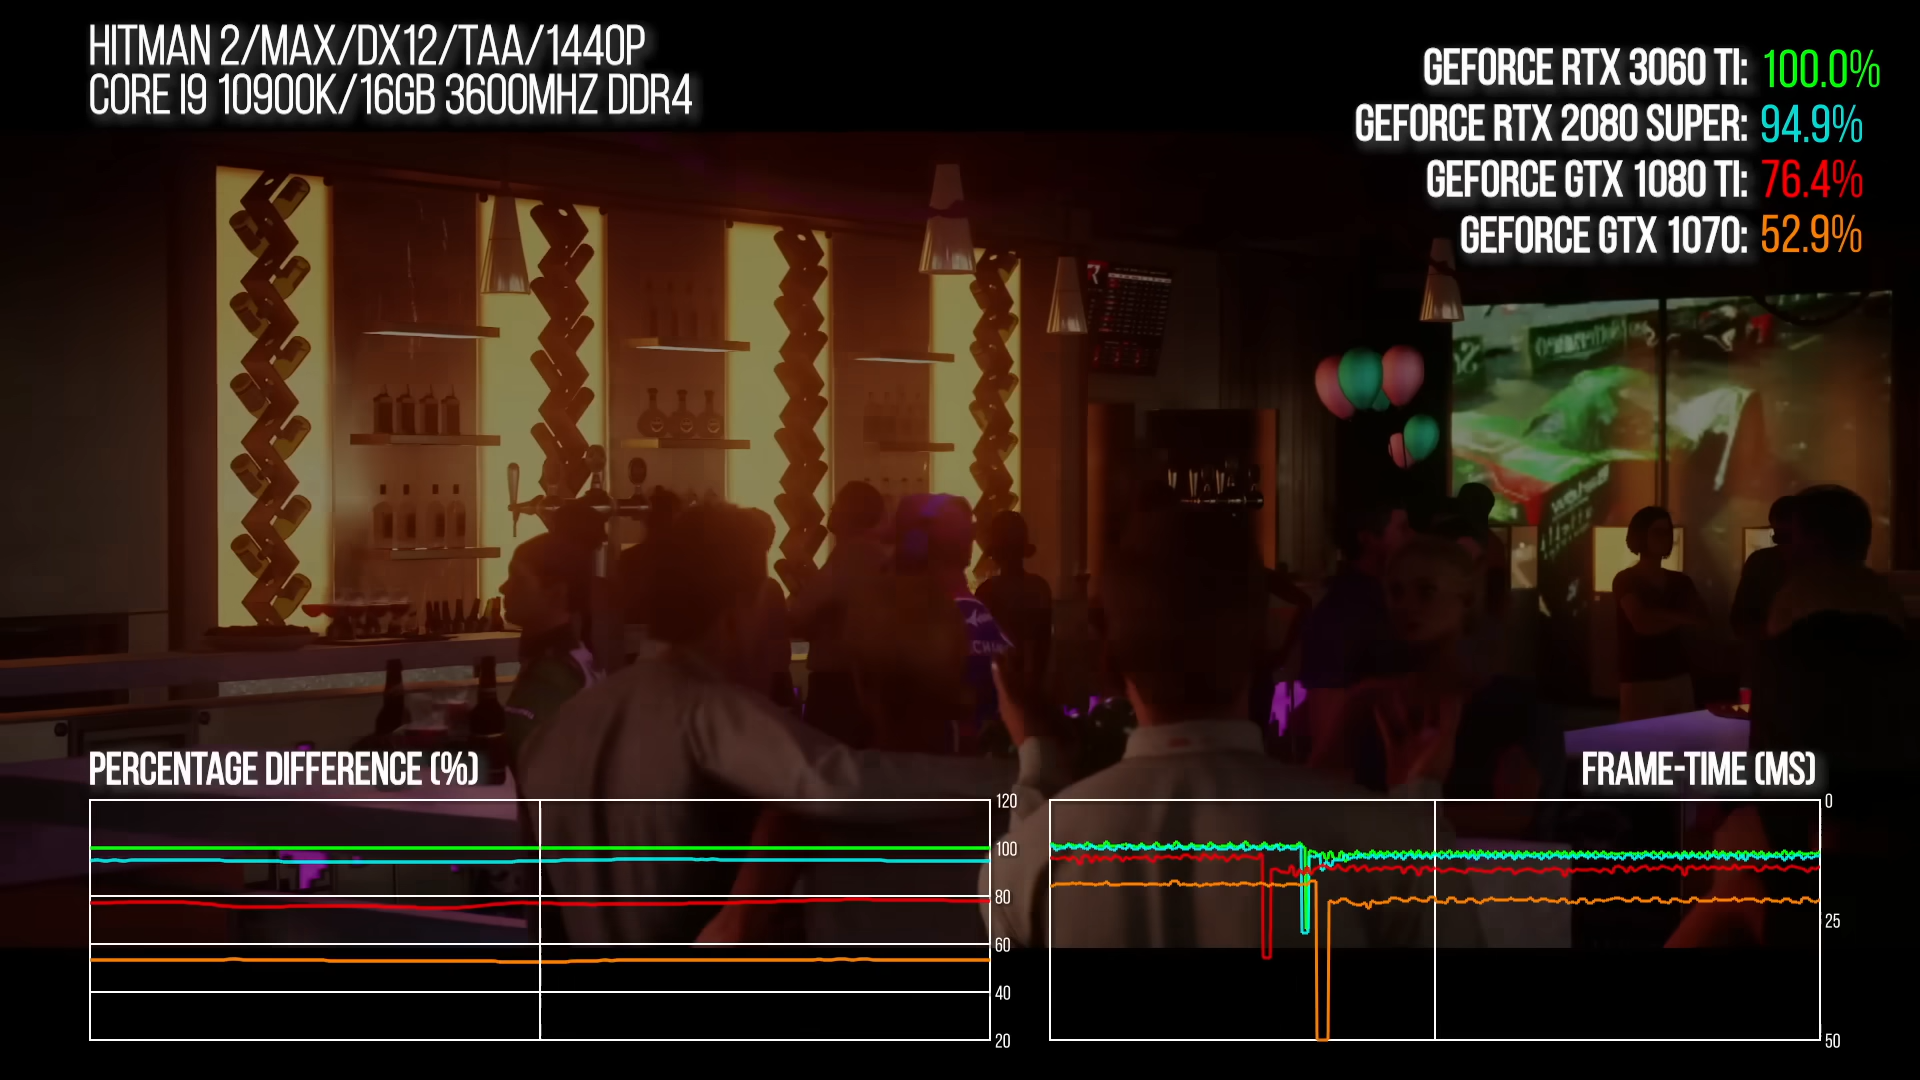 HITMAN 2/MAX/DX12/TAA/1440P
CORE I9 10900K/16GB 3600MHZ DDR4
GEFORCE RTX 3060 TI: 100.0%
GEFORCE RTX 2080 SUPER: 94.9%
GEFORCE GTX 1080 TI: 76.4%
GEFORCE GTX 1070: 52.9%
PERCENTAGE DIFFERENCE (%)
120
100
80
60
40
20
FRAME-TIME (MS)
0
25
50